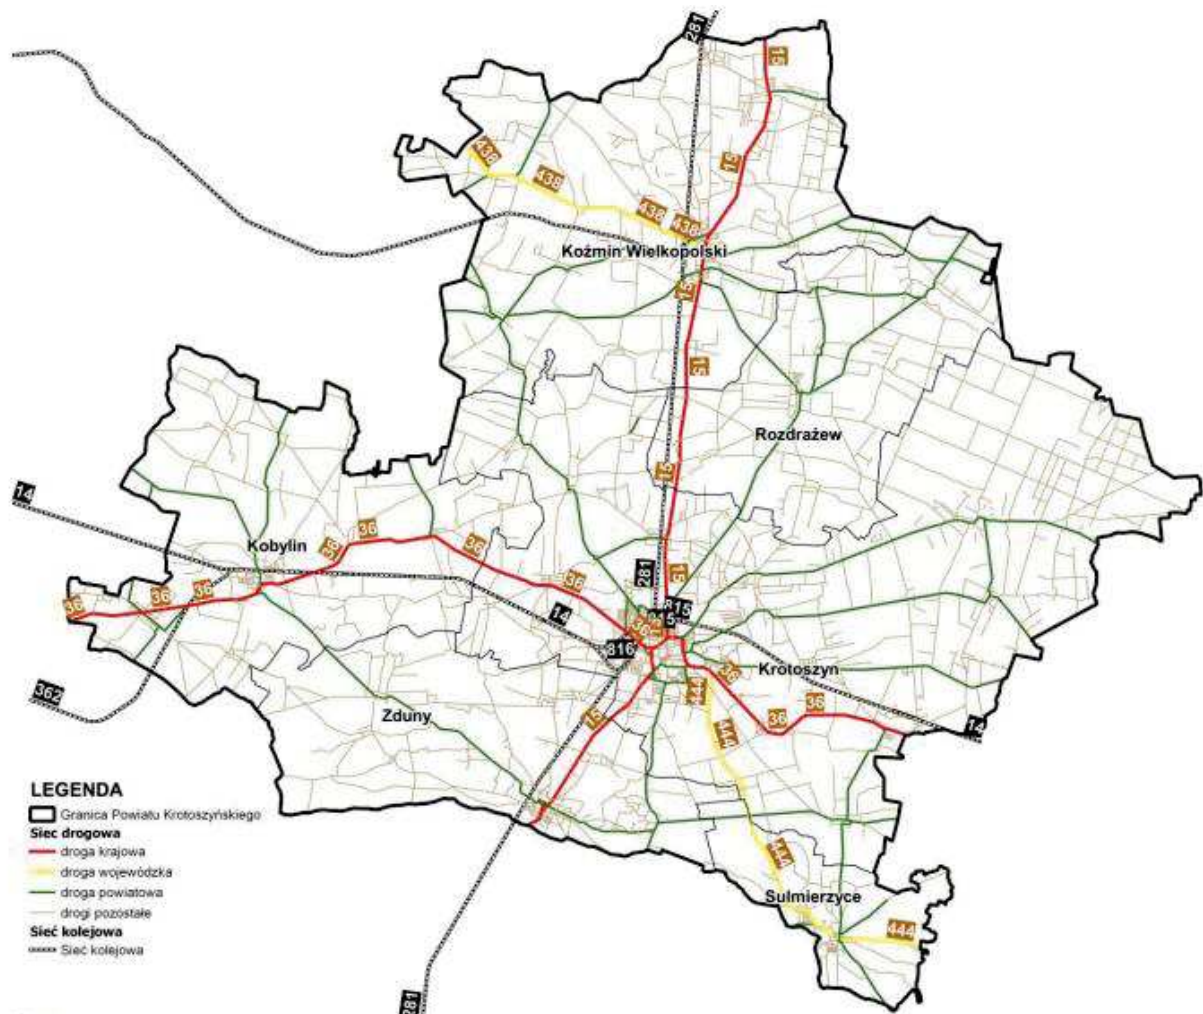 281
15
15
438
438
438
438
Koźmin Wielkopolski
15
15
Rozdrażew
15
14
36
36
36
Kobylin
36
36
36
36
281
15
815
14
36
816
15
Krotoszyn
36
444
36
36
362
Zduny
15
444
14
LEGENDA
Granica Powiatu Krotoszyńskiego
Siec drogowa
droga krajowa
droga wojewódzka
droga powiatowa
drogi pozostałe
Sieć kolejowa
Sieć kolejowa
444
Sulmierzyce
444
281